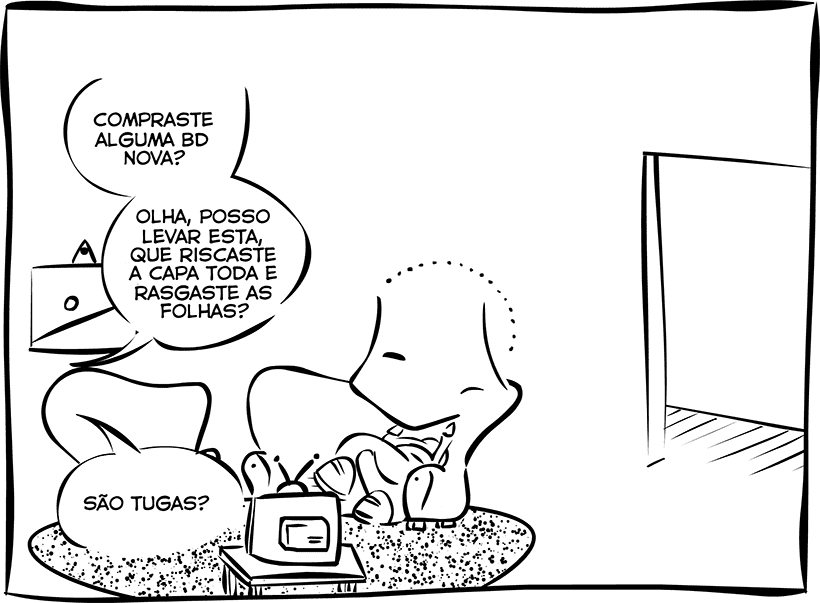 COMPRASTE
ALGUMA BD
NOVA?
OLHA, POSSO
LEVAR ESTA,
QUE RISCASTE
A CAPA TODA E
RASGASTE AS
FOLHAS?
SÃO TUGAS?